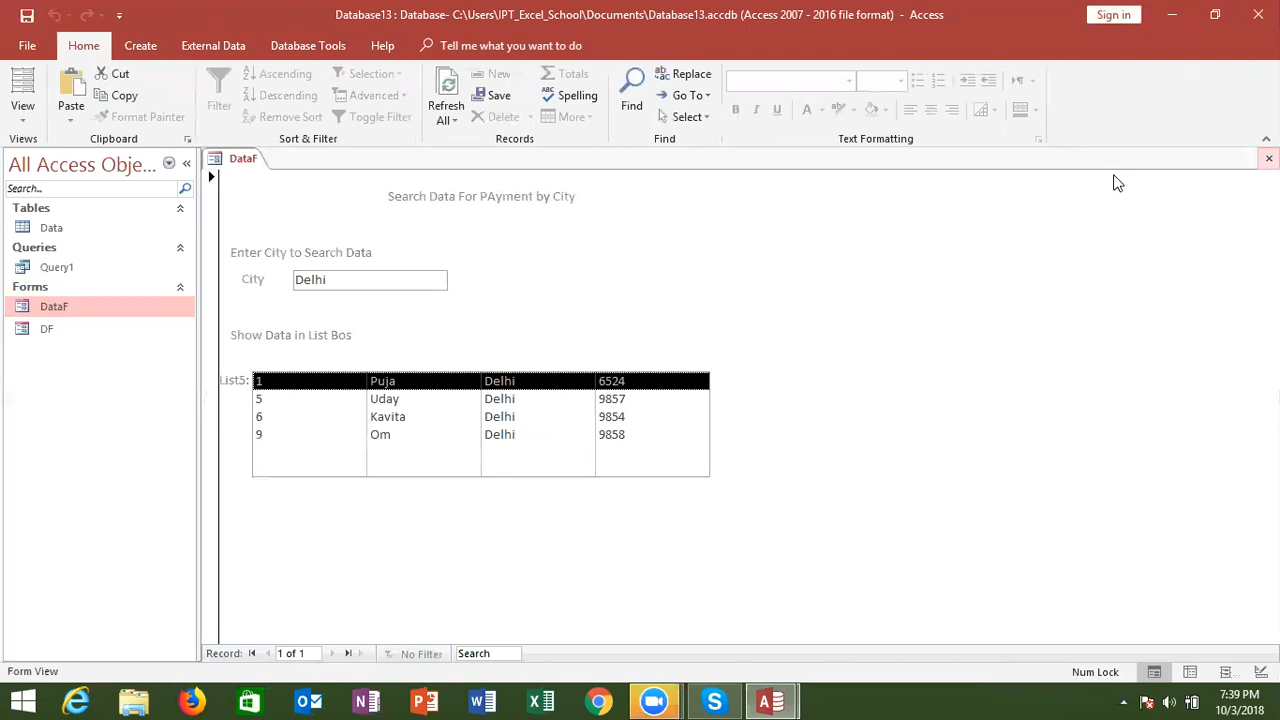 Database13 : Database- C:\Users\IPT_Excel_School\Documents\Database13.accdb (Access 2007 - 2016 file format) - Access
Sign in
File Home Create External Data Database Tools Help Tell me what you want to do
View
Views
Paste
Cut
Copy
Format Painter
Clipboard
Filter
Ascending
Descending
Remove Sort
Selection
Advanced
Toggle Filter
Sort & Filter
Refresh
All
New
Save
Delete
Totals
Spelling
More
Records
Find
Replace
Go To
Select
Find
B I U A
Text Formatting
All Access Obje...
Search...
Tables
Data
Queries
Query1
Forms
DataF
DF
DataF
Search Data For PAyment by City
Enter City to Search Data
City Delhi
Show Data in List Bos
List5: 1 Puja Delhi 6524
5 Uday Delhi 9857
6 Kavita Delhi 9854
9 Om Delhi 9858
Record: 1 of 1 No Filter Search
Form View
Num Lock
7:39 PM
10/3/2018